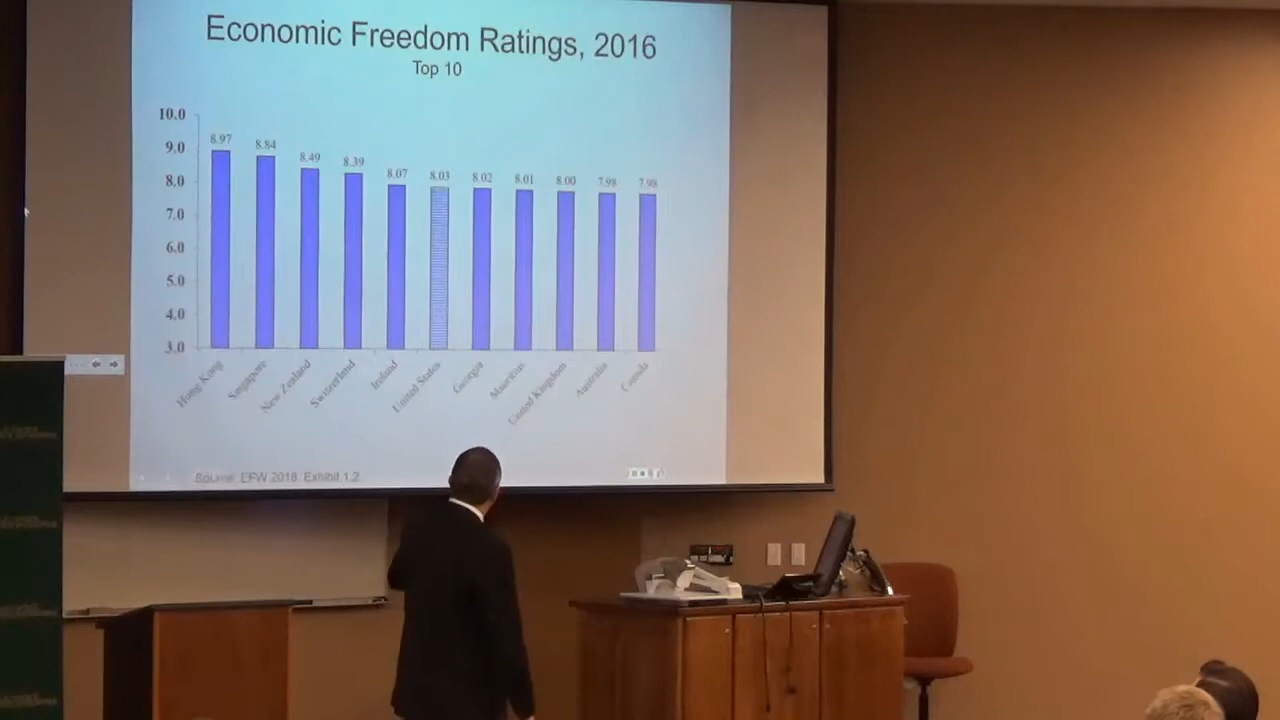 Economic Freedom Ratings, 2016
Top 10
10.0
9.0
8.0
7.0
6.0
5.0
4.0
3.0
8.97
8.84
8.49
8.39
8.07
8.03
8.02
8.01
8.00
7.98
7.98
Hong Kong
Singapore
New Zealand
Switzerland
Ireland
United States
Georgia
Mauritius
United Kingdom
Australia
Canada
Source: EFW 2018, Exhibit 1.2